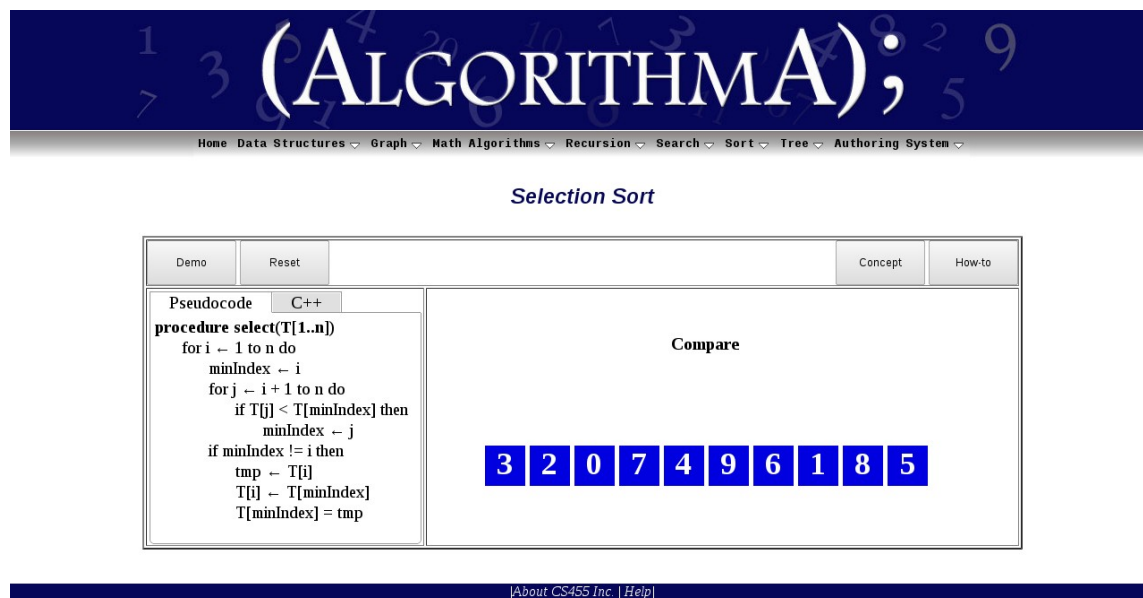 (ALGORITHMA);
Home Data Structures Graph Math Algorithms Recursion Search Sort Tree Authoring System
Selection Sort
Demo Reset Concept How-to
Pseudocode C++
procedure select(T[1..n])
for i ← 1 to n do
minIndex ← i
for j ← i + 1 to n do
if T[j] < T[minIndex] then
minIndex ← j
if minIndex != i then
tmp ← T[i]
T[i] ← T[minIndex]
T[minIndex] = tmp
Compare
3 2 0 7 4 9 6 1 8 5
|About CS455 Inc. | Help|